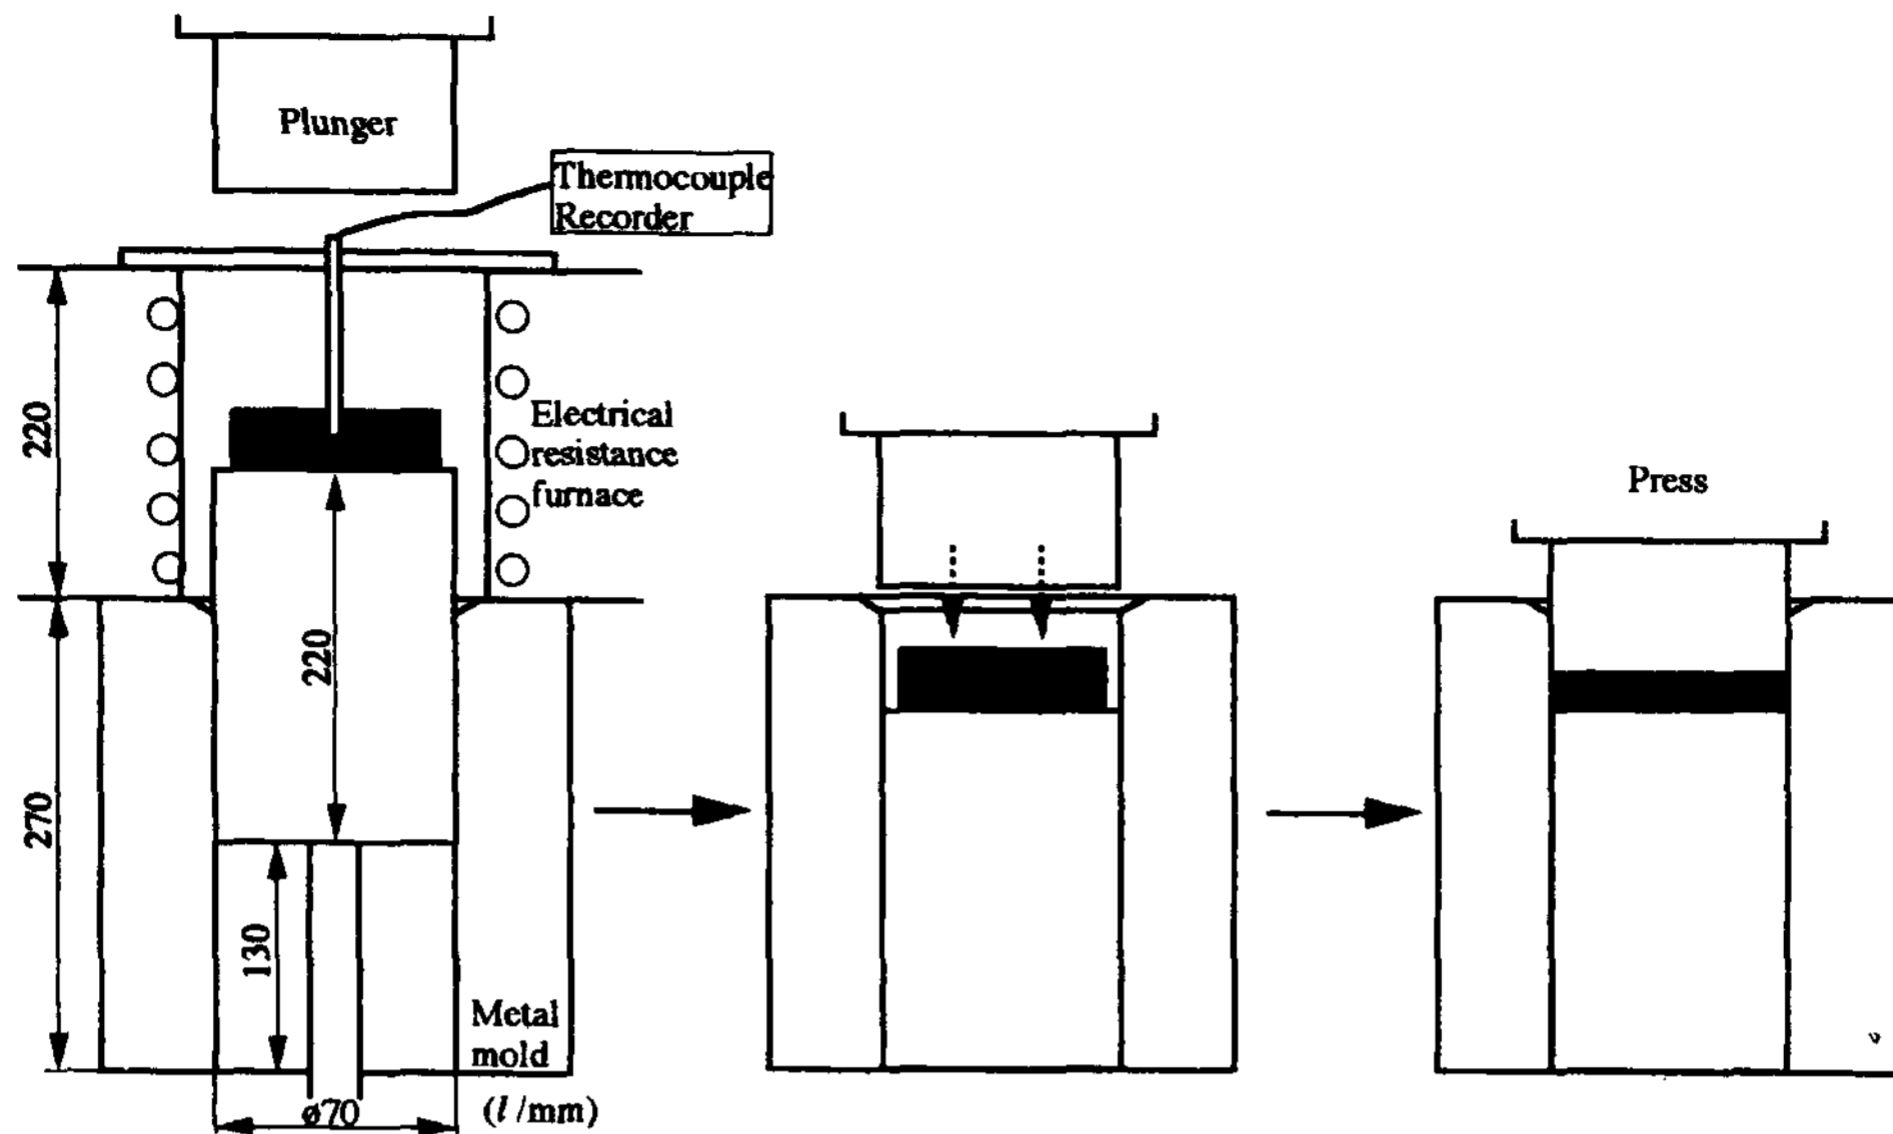 Plunger
Thermocouple
Recorder
220
Electrical
resistance
furnace
220
270
130
Metal
mold
ø70
(l /mm)
Press